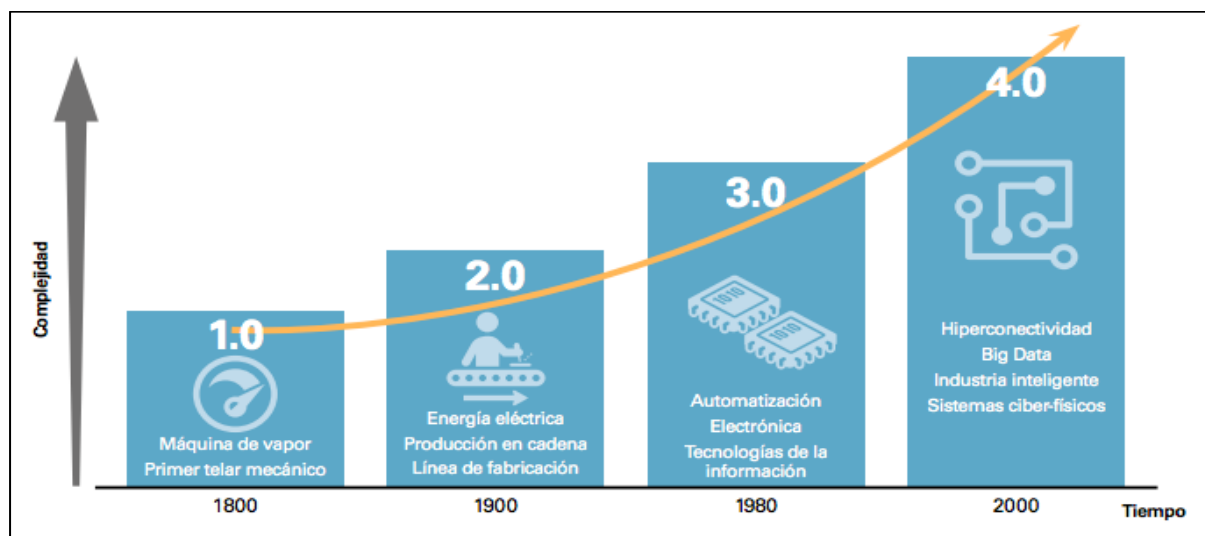 Complejidad
1.0
Máquina de vapor
Primer telar mecánico
1800
2.0
Energía eléctrica
Producción en cadena
Línea de fabricación
1900
3.0
1010
1010
Automatización
Electrónica
Tecnologías de la
información
1980
4.0
Hiperconectividad
Big Data
Industria inteligente
Sistemas ciber-físicos
2000
Tiempo